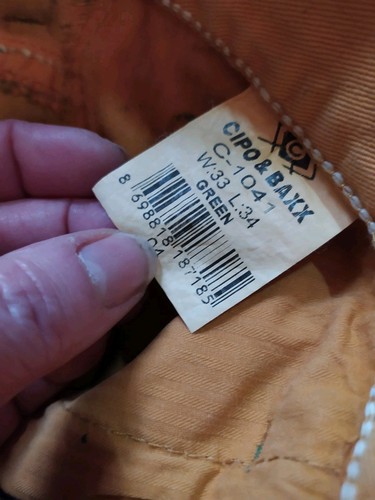 CIPO & BAXX
C-1041
W:33 L:34
GREEN
8 698818 187185